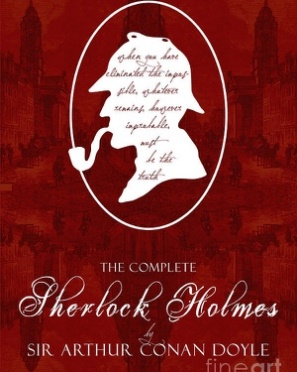 when you have
eliminated the impos
sible, whatever
remains, however
improbable,
must
be the
truth
THE COMPLETE
Sherlock Holmes
by
SIR ARTHUR CONAN DOYLE
fineart